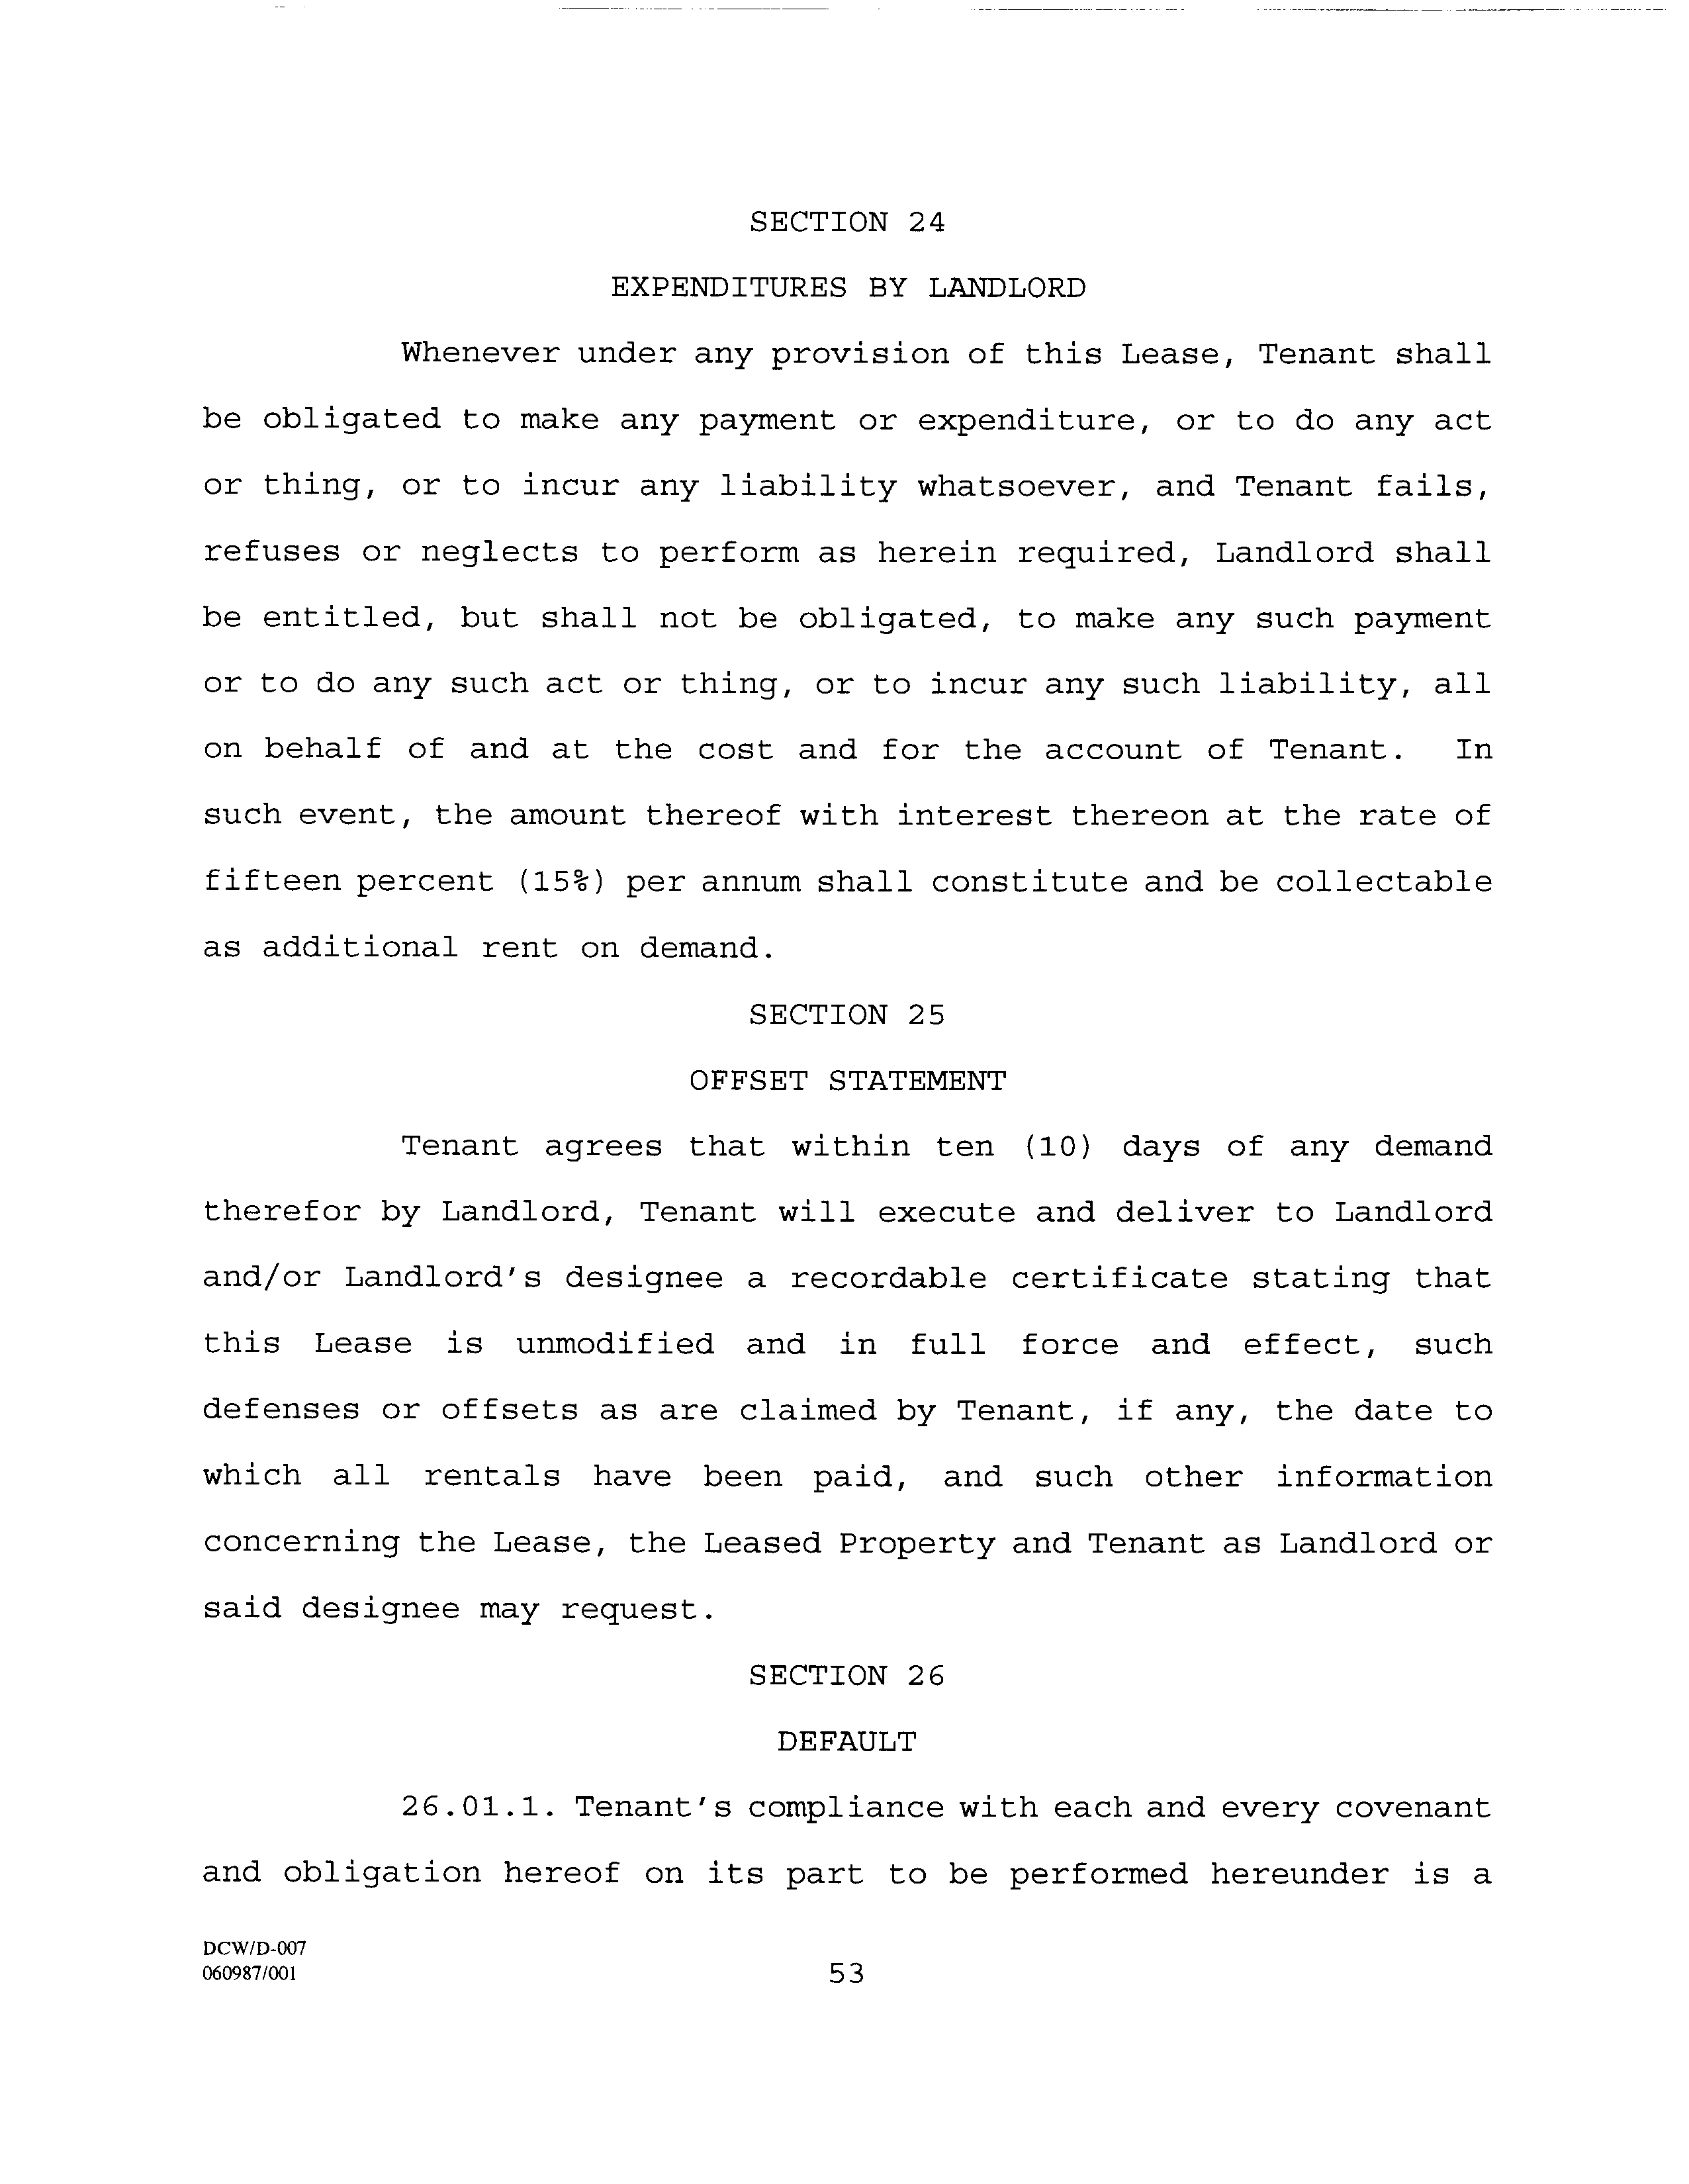 SECTION 24
EXPENDITURES BY LANDLORD
Whenever under any provision of this Lease, Tenant shall
be obligated to make any payment or expenditure, or to do any act
or thing, or to incur any liability whatsoever, and Tenant fails,
refuses or neglects to perform as herein required, Landlord shall
be entitled, but shall not be obligated, to make any such payment
or to do any such act or thing, or to incur any such liability, all
on behalf of and at the cost and for the account of Tenant. In
such event, the amount thereof with interest thereon at the rate of
fifteen percent (15%) per annum shall constitute and be collectable
as additional rent on demand.
SECTION 25
OFFSET STATEMENT
Tenant agrees that within ten (10) days of any demand
therefor by Landlord, Tenant will execute and deliver to Landlord
and/or Landlord's designee a recordable certificate stating that
this Lease is unmodified and in full force and effect, such
defenses or offsets as are claimed by Tenant, if any, the date to
which all rentals have been paid, and such other information
concerning the Lease, the Leased Property and Tenant as Landlord or
said designee may request.
SECTION 26
DEFAULT
26.01.1. Tenant's compliance with each and every covenant
and obligation hereof on its part to be performed hereunder is a
DCW/D-007
060987/001
53